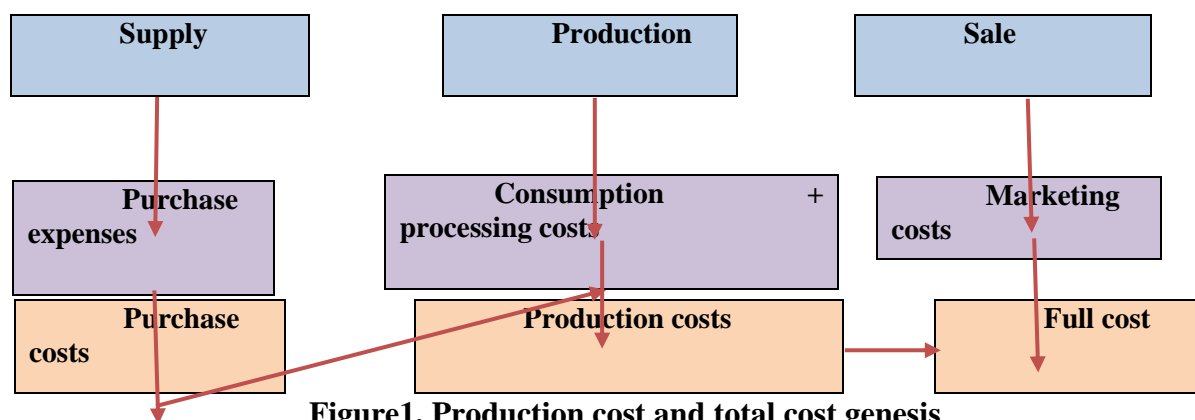 Supply
Production
Sale
Purchase
expenses
Consumption +
processing costs
Marketing
costs
Purchase
costs
Production costs
Full cost
Figure1. Production cost and total cost genesis